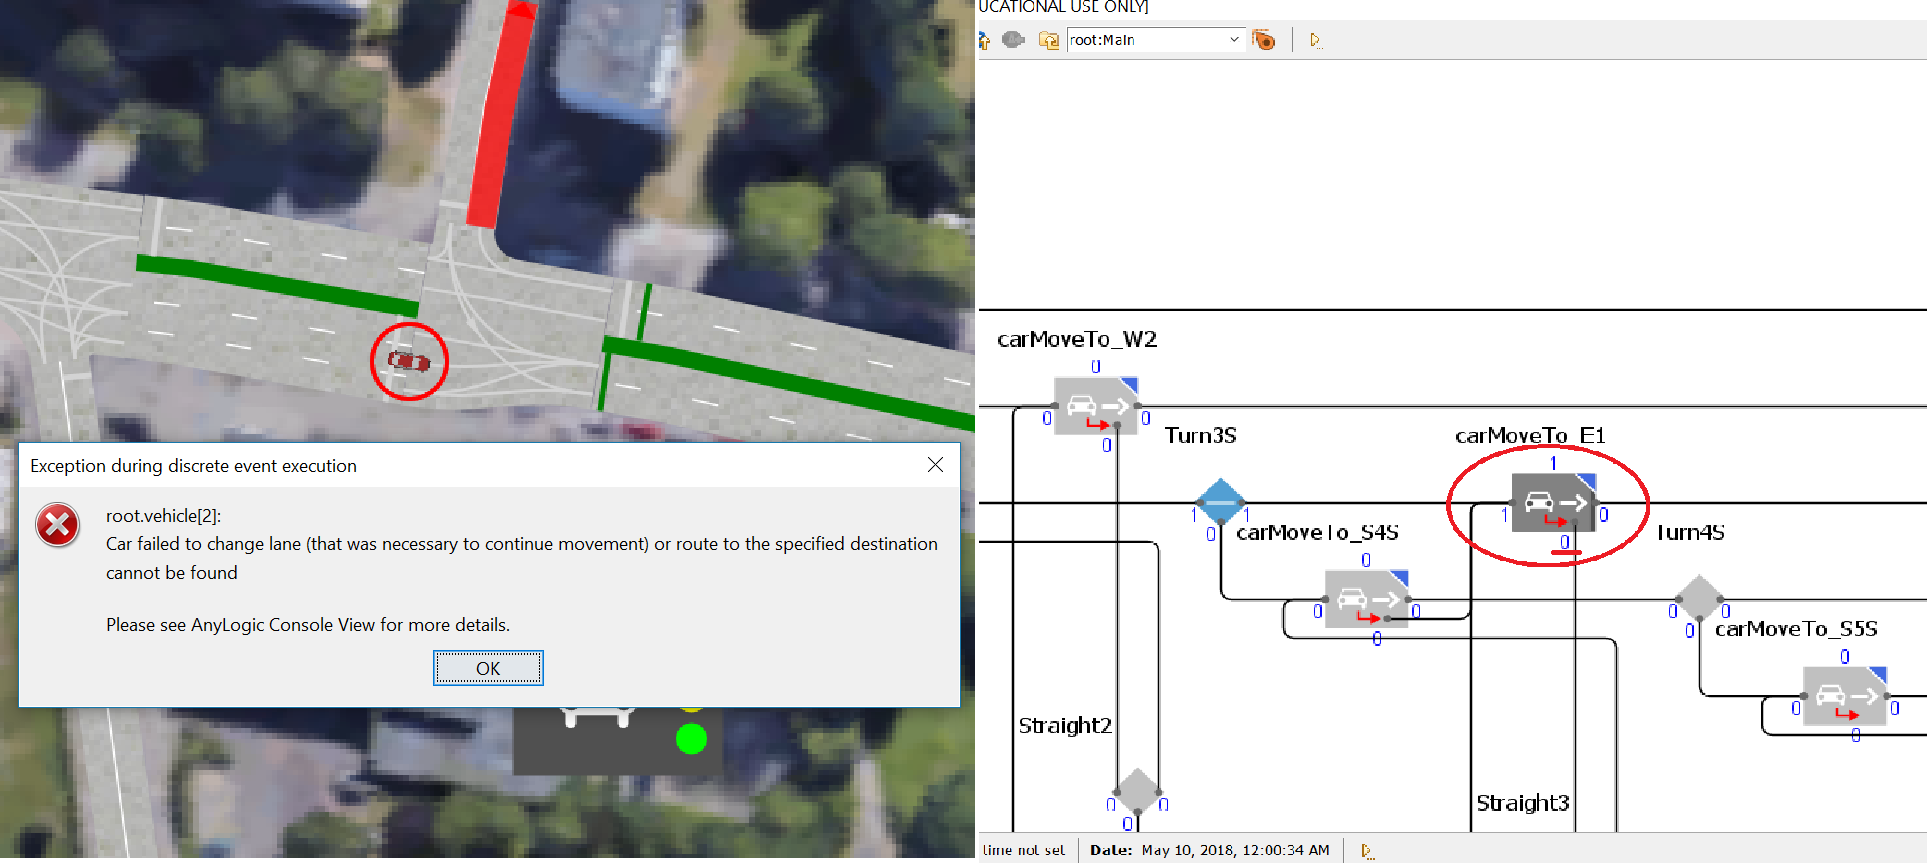 UCATIONAL USE ONLY]
root:Main
Exception during discrete event execution
root.vehicle[2]:
Car failed to change lane (that was necessary to continue movement) or route to the specified destination
cannot be found
Please see AnyLogic Console View for more details.
OK
carMoveTo_W2
0
0
0
0
Turn3S
1
1
0
carMoveTo_E1
1
1
0
0
carMoveTo_S4S
0
0
0
0
Turn4S
0
0
0
carMoveTo_S5S
0
0
0
0
Straight2
0
0
0
Straight3
time not set
Date: May 10, 2018, 12:00:34 AM